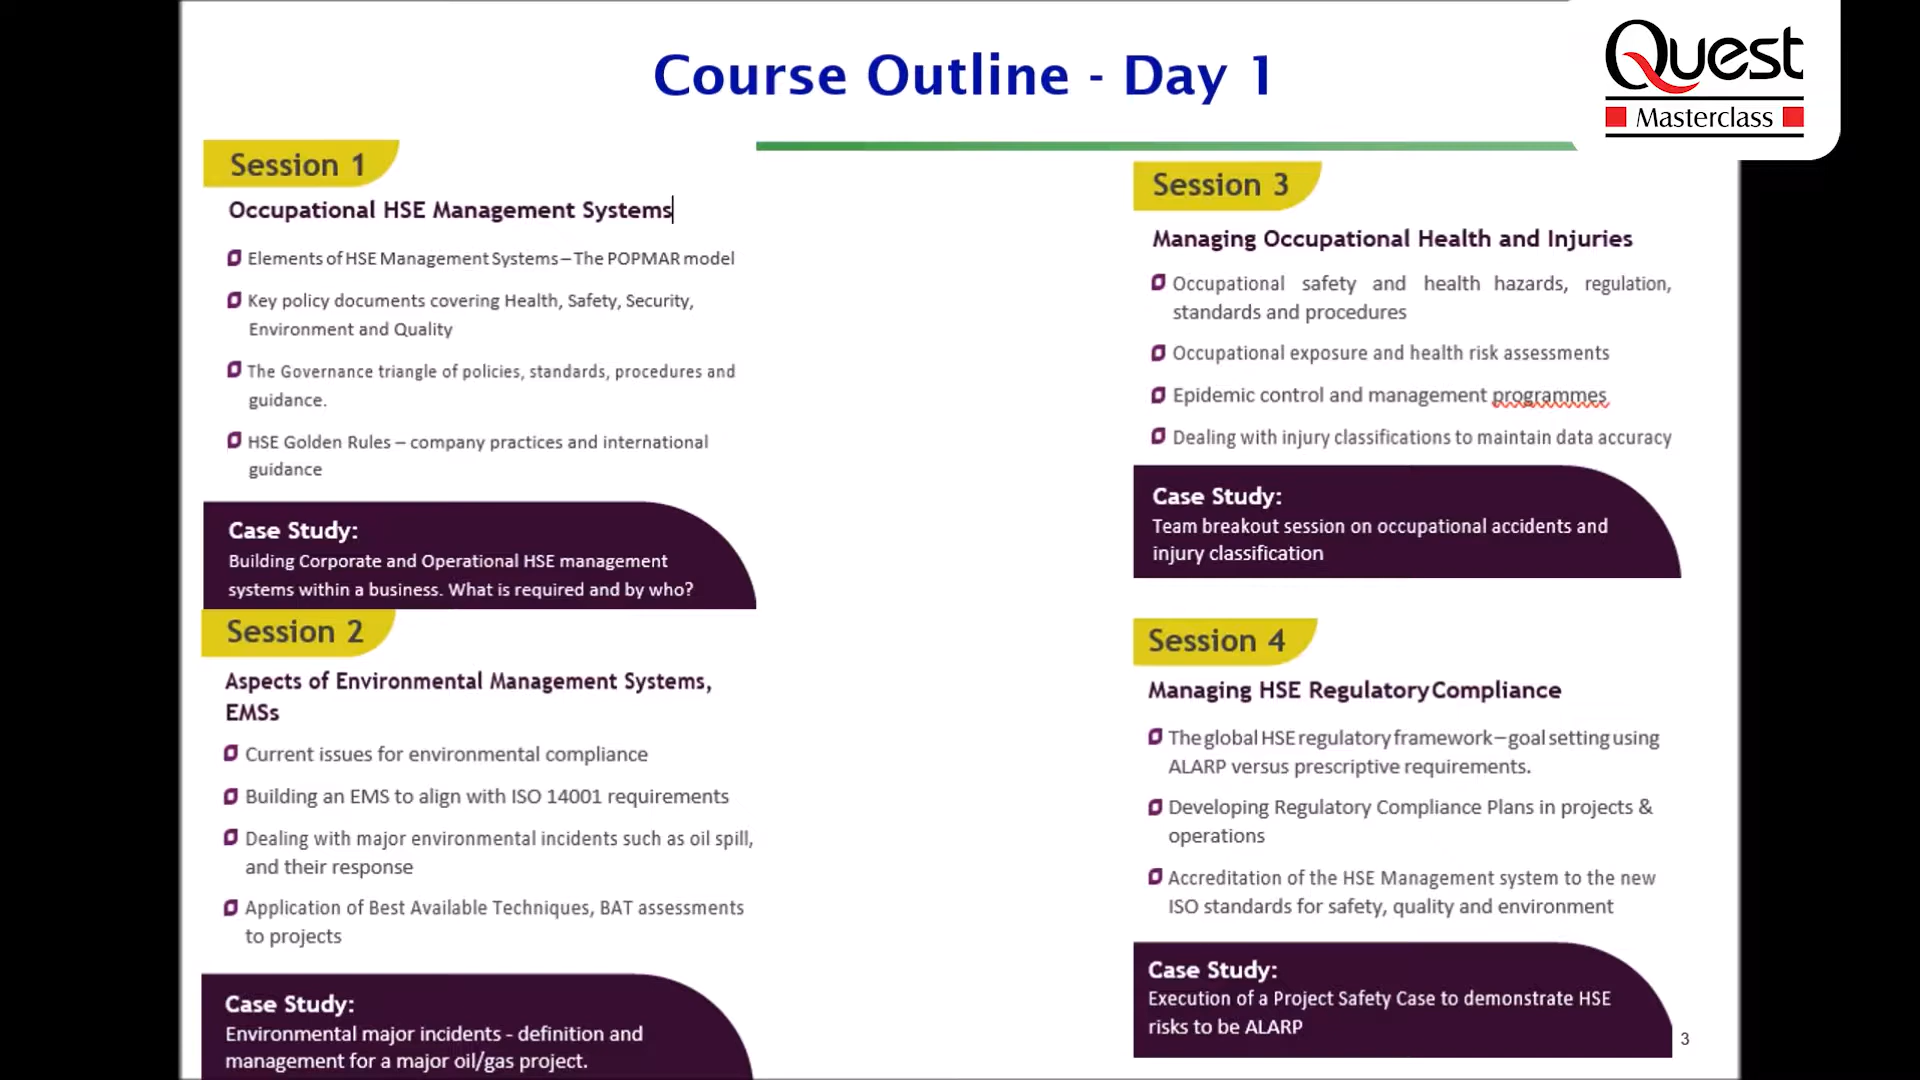 Course Outline - Day 1
Quest
Masterclass
Session 1
Occupational HSE Management Systems
Elements of HSE Management Systems – The POPMAR model
Key policy documents covering Health, Safety, Security,
Environment and Quality
The Governance triangle of policies, standards, procedures and
guidance.
HSE Golden Rules – company practices and international
guidance
Case Study:
Building Corporate and Operational HSE management
systems within a business. What is required and by who?
Session 2
Aspects of Environmental Management Systems,
EMSs
Current issues for environmental compliance
Building an EMS to align with ISO 14001 requirements
Dealing with major environmental incidents such as oil spill,
and their response
Application of Best Available Techniques, BAT assessments
to projects
Case Study:
Environmental major incidents - definition and
management for a major oil/gas project.
Session 3
Managing Occupational Health and Injuries
Occupational safety and health hazards, regulation,
standards and procedures
Occupational exposure and health risk assessments
Epidemic control and management programmes
Dealing with injury classifications to maintain data accuracy
Case Study:
Team breakout session on occupational accidents and
injury classification
Session 4
Managing HSE Regulatory Compliance
The global HSE regulatory framework – goal setting using
ALARP versus prescriptive requirements.
Developing Regulatory Compliance Plans in projects &
operations
Accreditation of the HSE Management system to the new
ISO standards for safety, quality and environment
Case Study:
Execution of a Project Safety Case to demonstrate HSE
risks to be ALARP
3